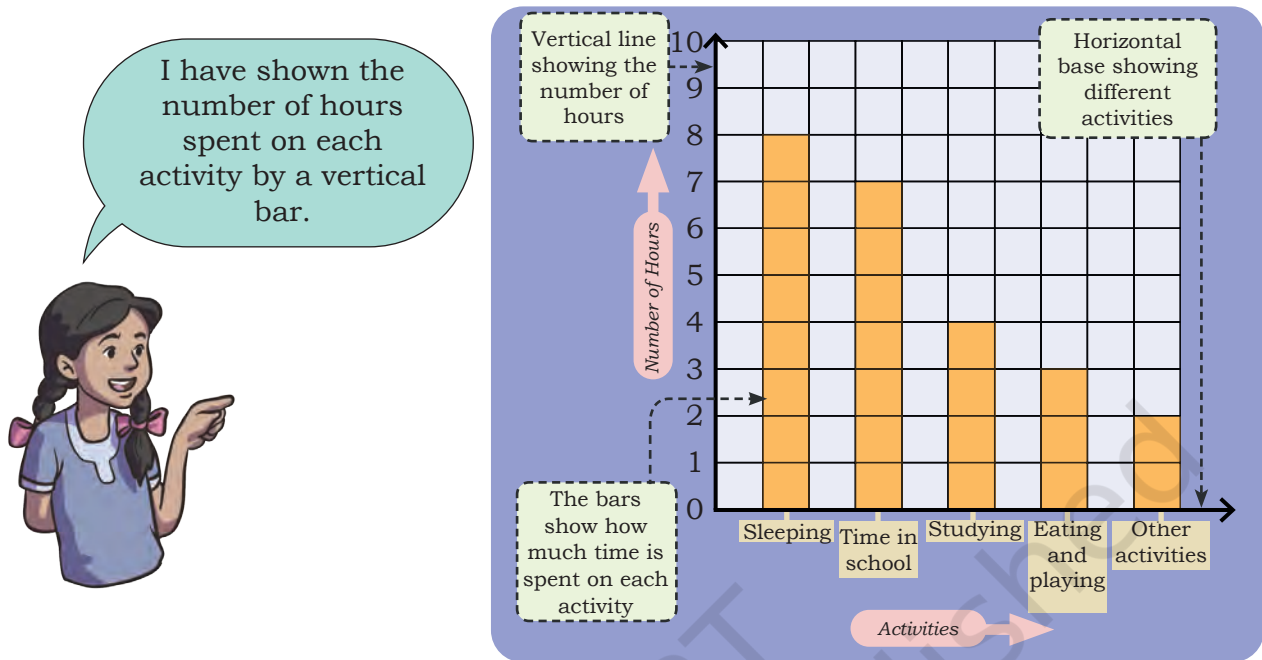 I have shown the
number of hours
spent on each
activity by a vertical
bar.
Vertical line
showing the
number of
hours
Horizontal
base showing
different
activities
10
9
8
7
6
5
4
3
2
1
0
Number of Hours
The bars
show how
much time is
spent on each
activity
Sleeping
Time in
school
Studying
Eating
and
playing
Other
activities
Activities